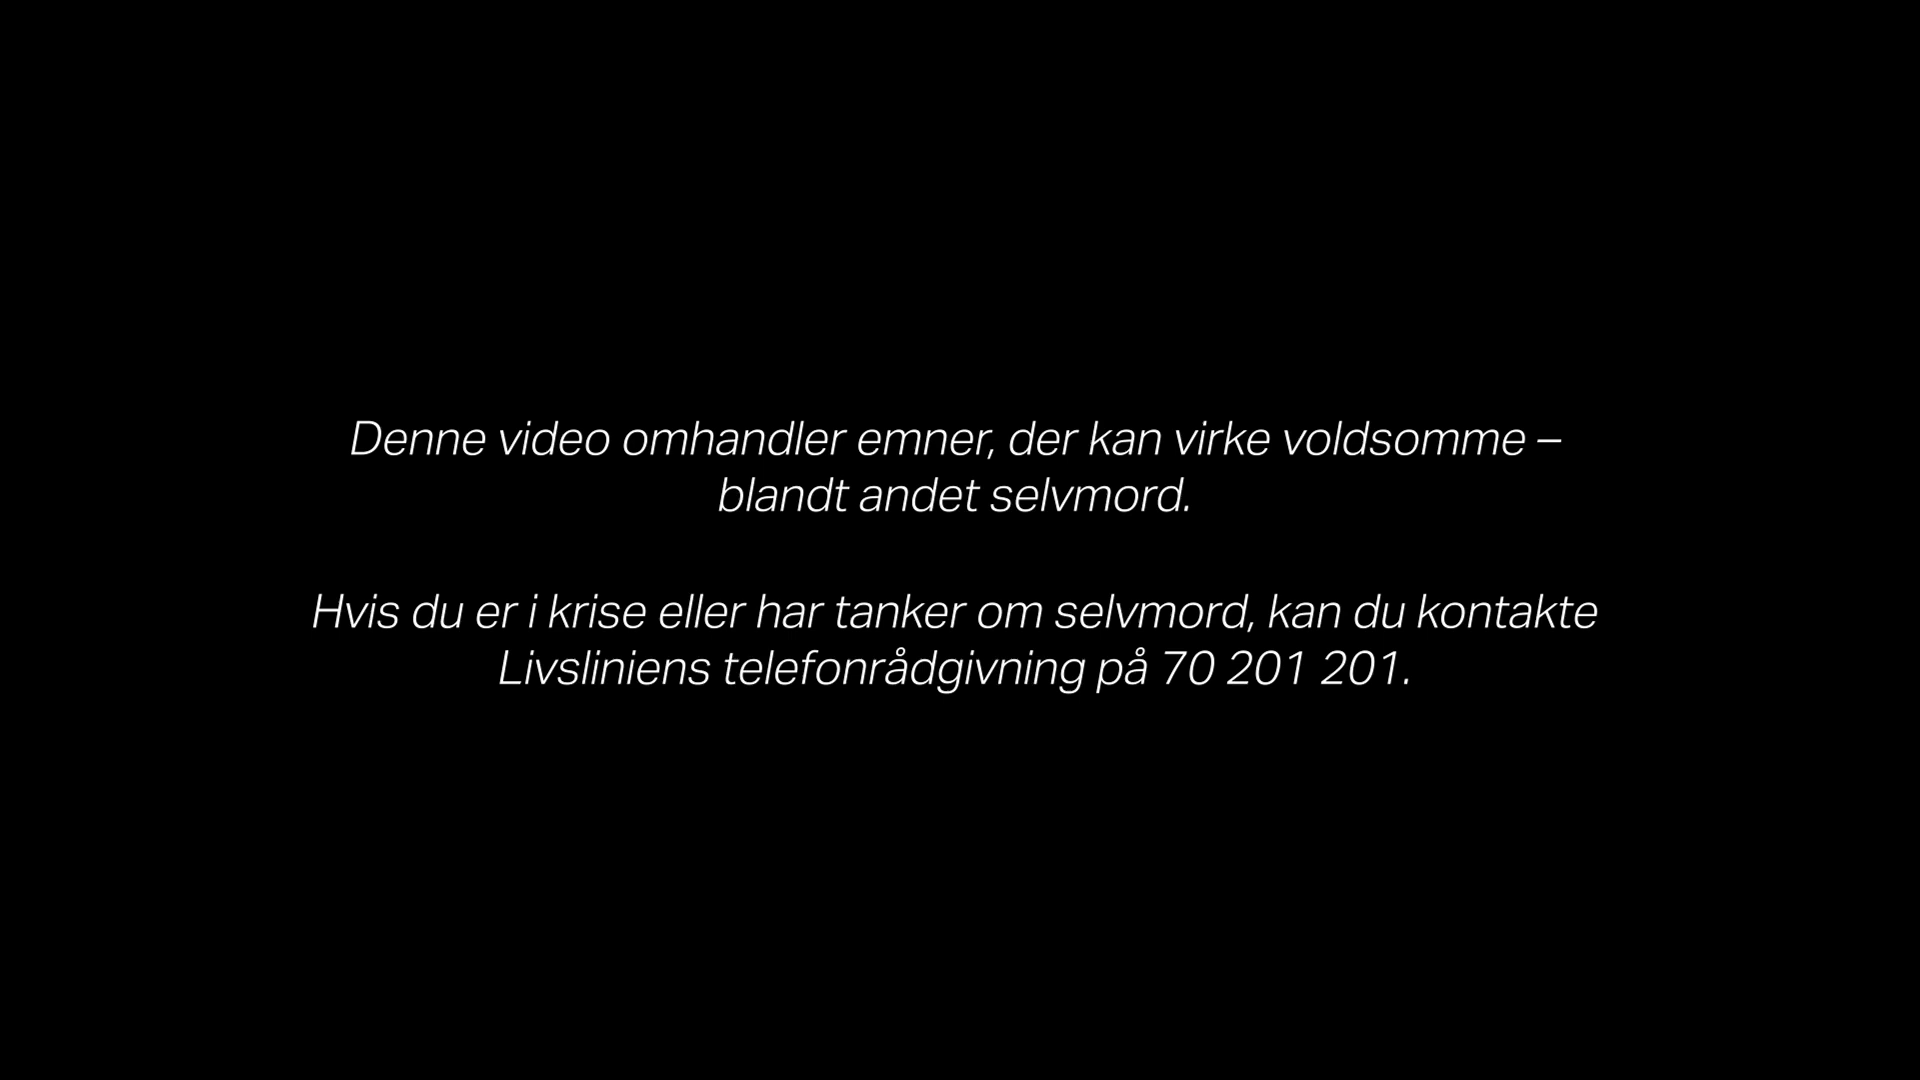 Denne video omhandler emner, der kan virke voldsomme –
blandt andet selvmord.
Hvis du er i krise eller har tanker om selvmord, kan du kontakte
Livsliniens telefonrådgivning på 70 201 201.